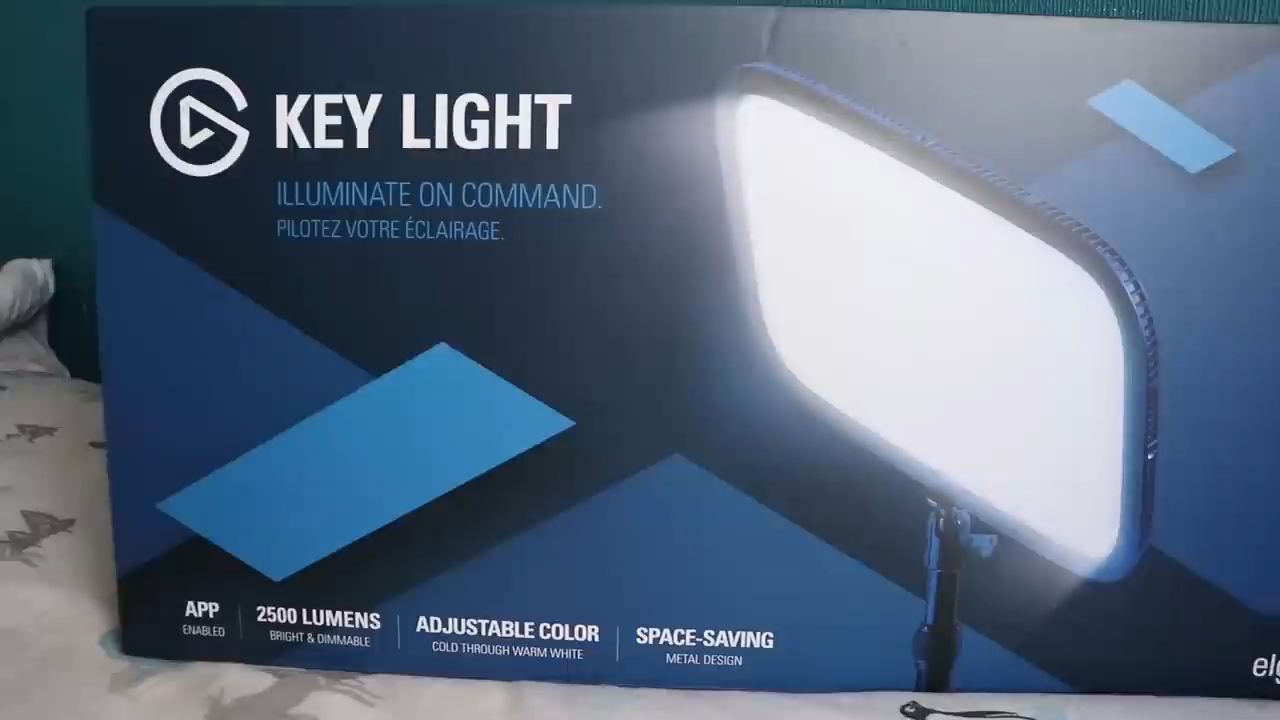 KEY LIGHT
ILLUMINATE ON COMMAND.
PILOTEZ VOTRE ÉCLAIRAGE.
APP
ENABLED
2500 LUMENS
BRIGHT & DIMMABLE
ADJUSTABLE COLOR
COLD THROUGH WARM WHITE
SPACE-SAVING
METAL DESIGN